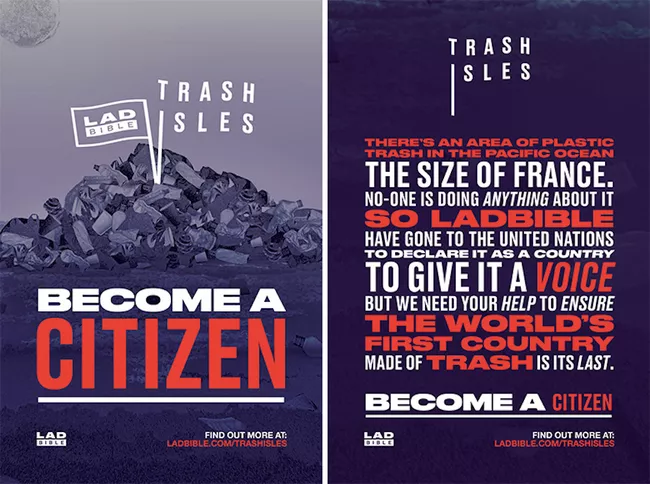 LAD
BIBLE
TRASH
ISLES
BECOME A
CITIZEN
LAD
BIBLE
FIND OUT MORE AT:
LADBIBLE.COM/TRASHISLES
TRASH
ISLES
THERE'S AN AREA OF PLASTIC
TRASH IN THE PACIFIC OCEAN
THE SIZE OF FRANCE.
NO-ONE IS DOING ANYTHING ABOUT IT
SO LADBIBLE
HAVE GONE TO THE UNITED NATIONS
TO DECLARE IT AS A COUNTRY
TO GIVE IT A VOICE
BUT WE NEED YOUR HELP TO ENSURE
THE WORLD'S
FIRST COUNTRY
MADE OF TRASH IS ITS LAST.
BECOME A CITIZEN
LAD
BIBLE
FIND OUT MORE AT:
LADBIBLE.COM/TRASHISLES